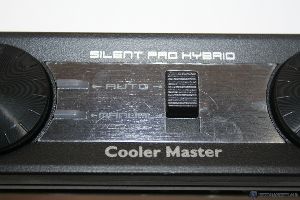 SILENT PRO HYBRID
AUTO
MANUAL
Cooler Master